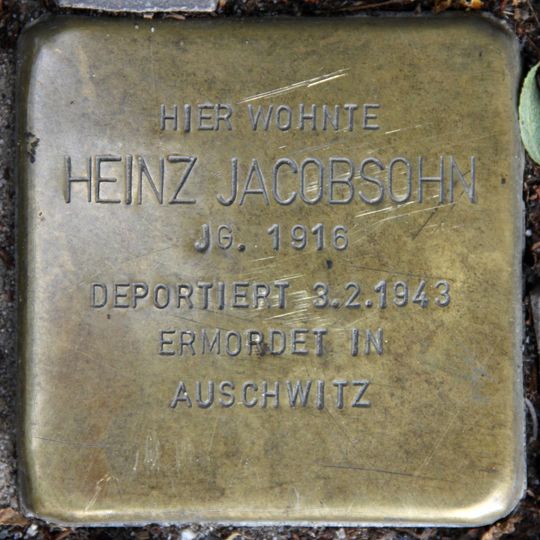 HIER WOHNTE
HEINZ JACOBSOHN
JG. 1916
DEPORTIERT 3.2.1943
ERMORDET IN
AUSCHWITZ